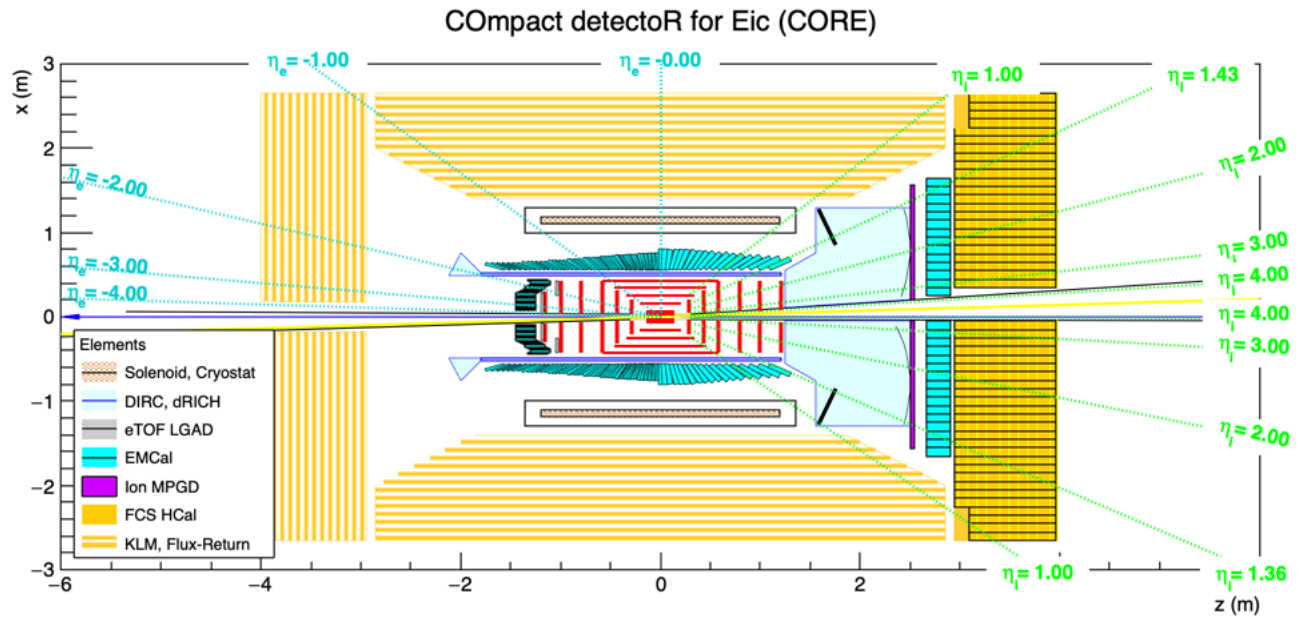 COmpact detectoR for Eic (CORE)
ηe = -1.00
ηe = -0.00
ηi = 1.00
ηi = 1.43
ηi = 2.00
ηi = 3.00
ηi = 4.00
ηi = 4.00
ηi = 3.00
ηi = 2.00
ηi = 1.36
ηi = 1.00
ηe = -2.00
ηe = -3.00
ηe = -4.00
x (m)
3
2
1
0
−1
−2
−3
Elements
Solenoid, Cryostat
DIRC, dRICH
eTOF LGAD
EMCal
Ion MPGD
FCS HCal
KLM, Flux-Return
−6
−4
−2
0
2
4
z (m)